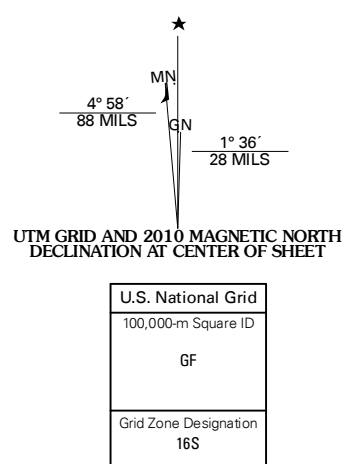 MN
4° 58´
88 MILS
GN
1° 36´
28 MILS
UTM GRID AND 2010 MAGNETIC NORTH
DECLINATION AT CENTER OF SHEET
U.S. National Grid
100,000-m Square ID
GF
Grid Zone Designation
16S